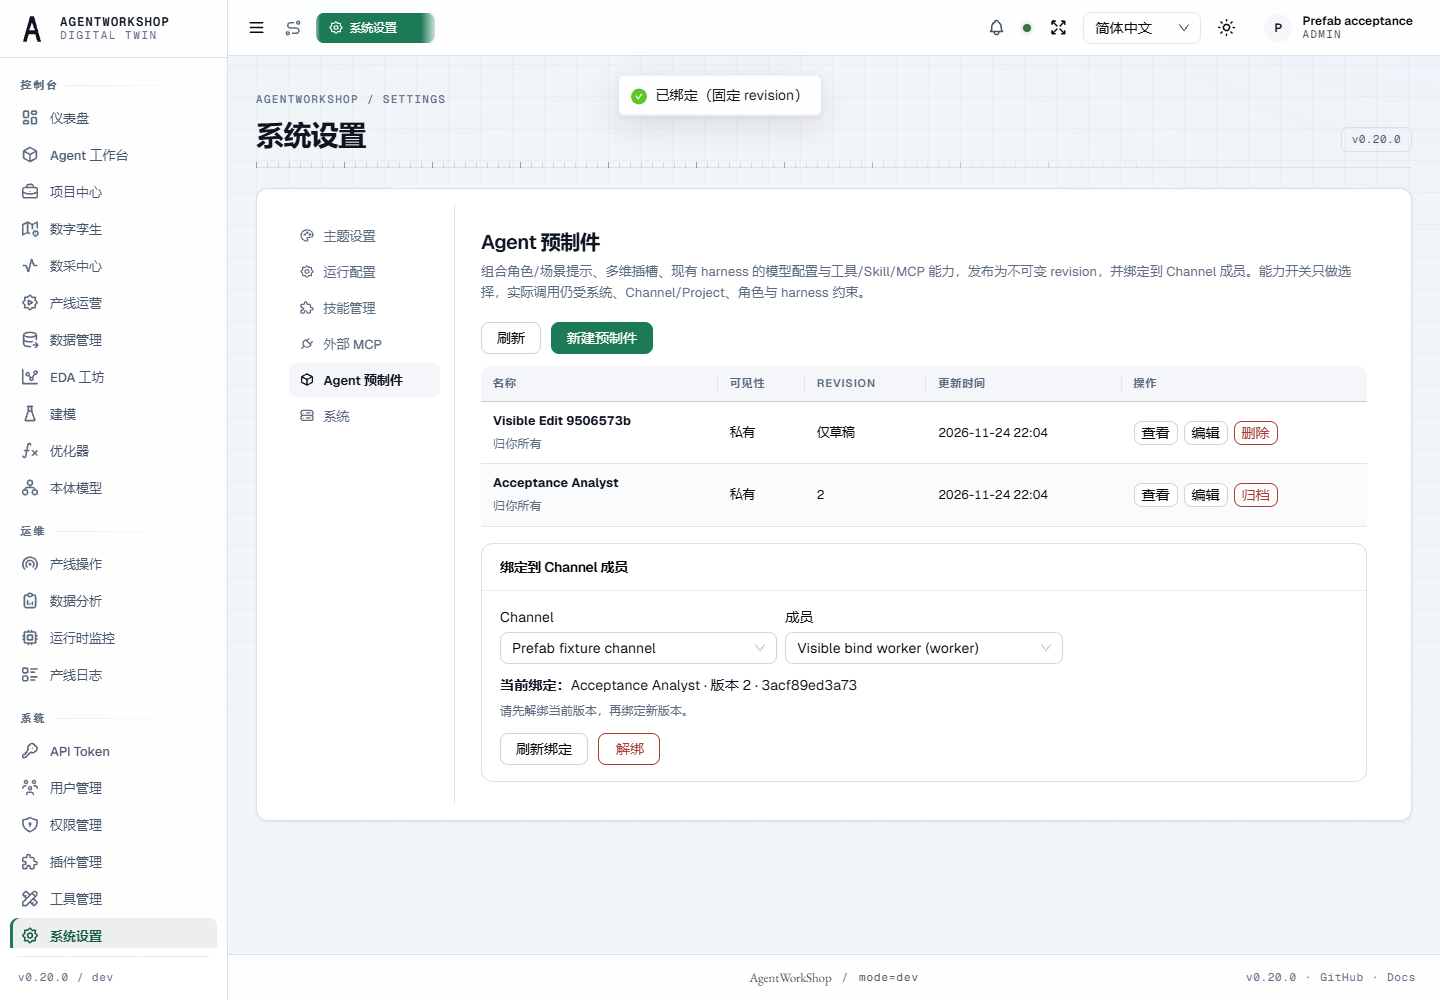 AGENTWORKSHOP
DIGITAL TWIN
系统设置
简体中文
P
Prefab acceptance
ADMIN
控制台
仪表盘
Agent 工作台
项目中心
数字孪生
数采中心
产线运营
数据管理
EDA 工坊
建模
优化器
本体模型
运维
产线操作
数据分析
运行时监控
产线日志
系统
API Token
用户管理
权限管理
插件管理
工具管理
系统设置
v0.20.0 / dev
AGENTWORKSHOP / SETTINGS
已绑定（固定 revision）
系统设置
v0.20.0
主题设置
运行配置
技能管理
外部 MCP
Agent 预制件
系统
Agent 预制件
组合角色/场景提示、多维插槽、现有 harness 的模型配置与工具/Skill/MCP 能力，发布为不可变 revision，并绑定到 Channel 成员。能力开关只做选
择，实际调用仍受系统、Channel/Project、角色与 harness 约束。
刷新 新建预制件
名称 可见性 REVISION 更新时间 操作
Visible Edit 9506573b
归你所有
私有 仅草稿 2026-11-24 22:04 查看 编辑 删除
Acceptance Analyst
归你所有
私有 2 2026-11-24 22:04 查看 编辑 归档
绑定到 Channel 成员
Channel 成员
Prefab fixture channel Visible bind worker (worker)
当前绑定： Acceptance Analyst · 版本 2 · 3acf89ed3a73
请先解绑当前版本，再绑定新版本。
刷新绑定 解绑
AgentWorkShop / mode=dev
v0.20.0 · GitHub · Docs